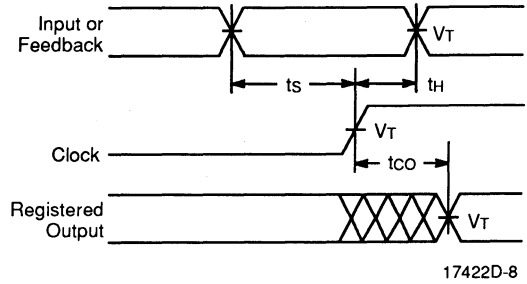 Input or
Feedback
VT
tS
tH
VT
Clock
tCO
Registered
Output
VT
17422D-8